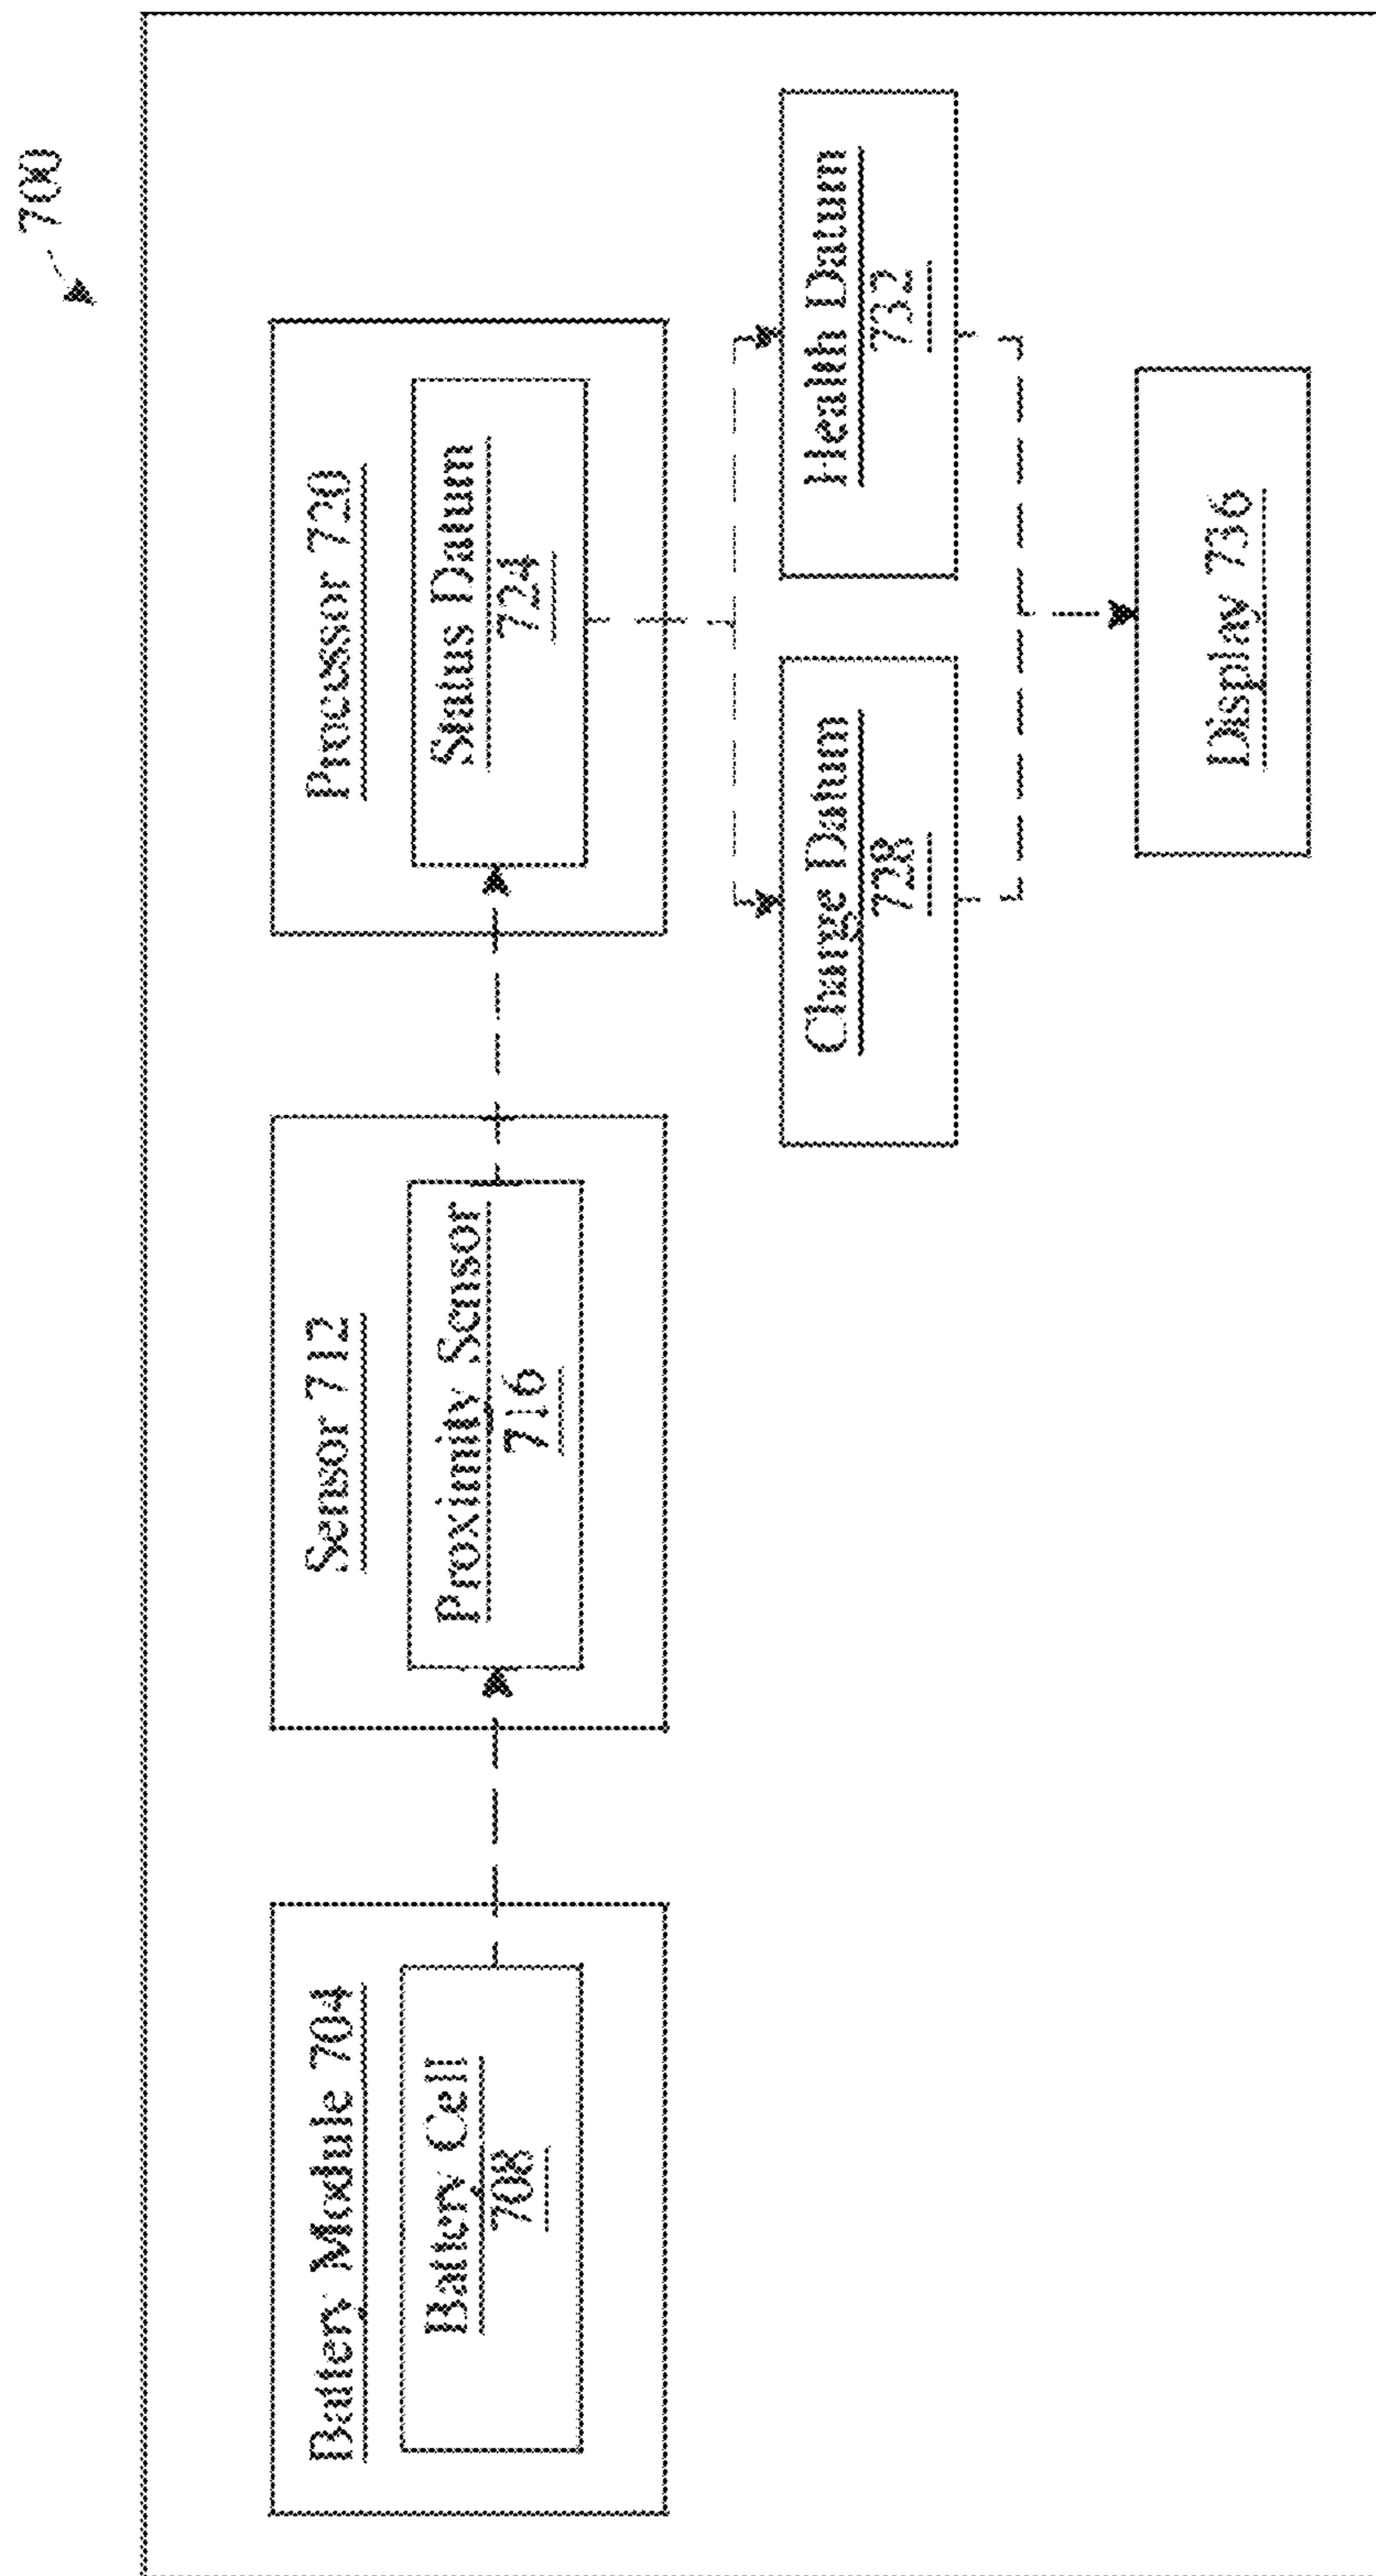 700
Battery Module 704
Battery Cell
708
Sensor 712
Proximity Sensor
716
Processor 720
Status Datum
724
Charge Datum
728
Health Datum
732
Display 736